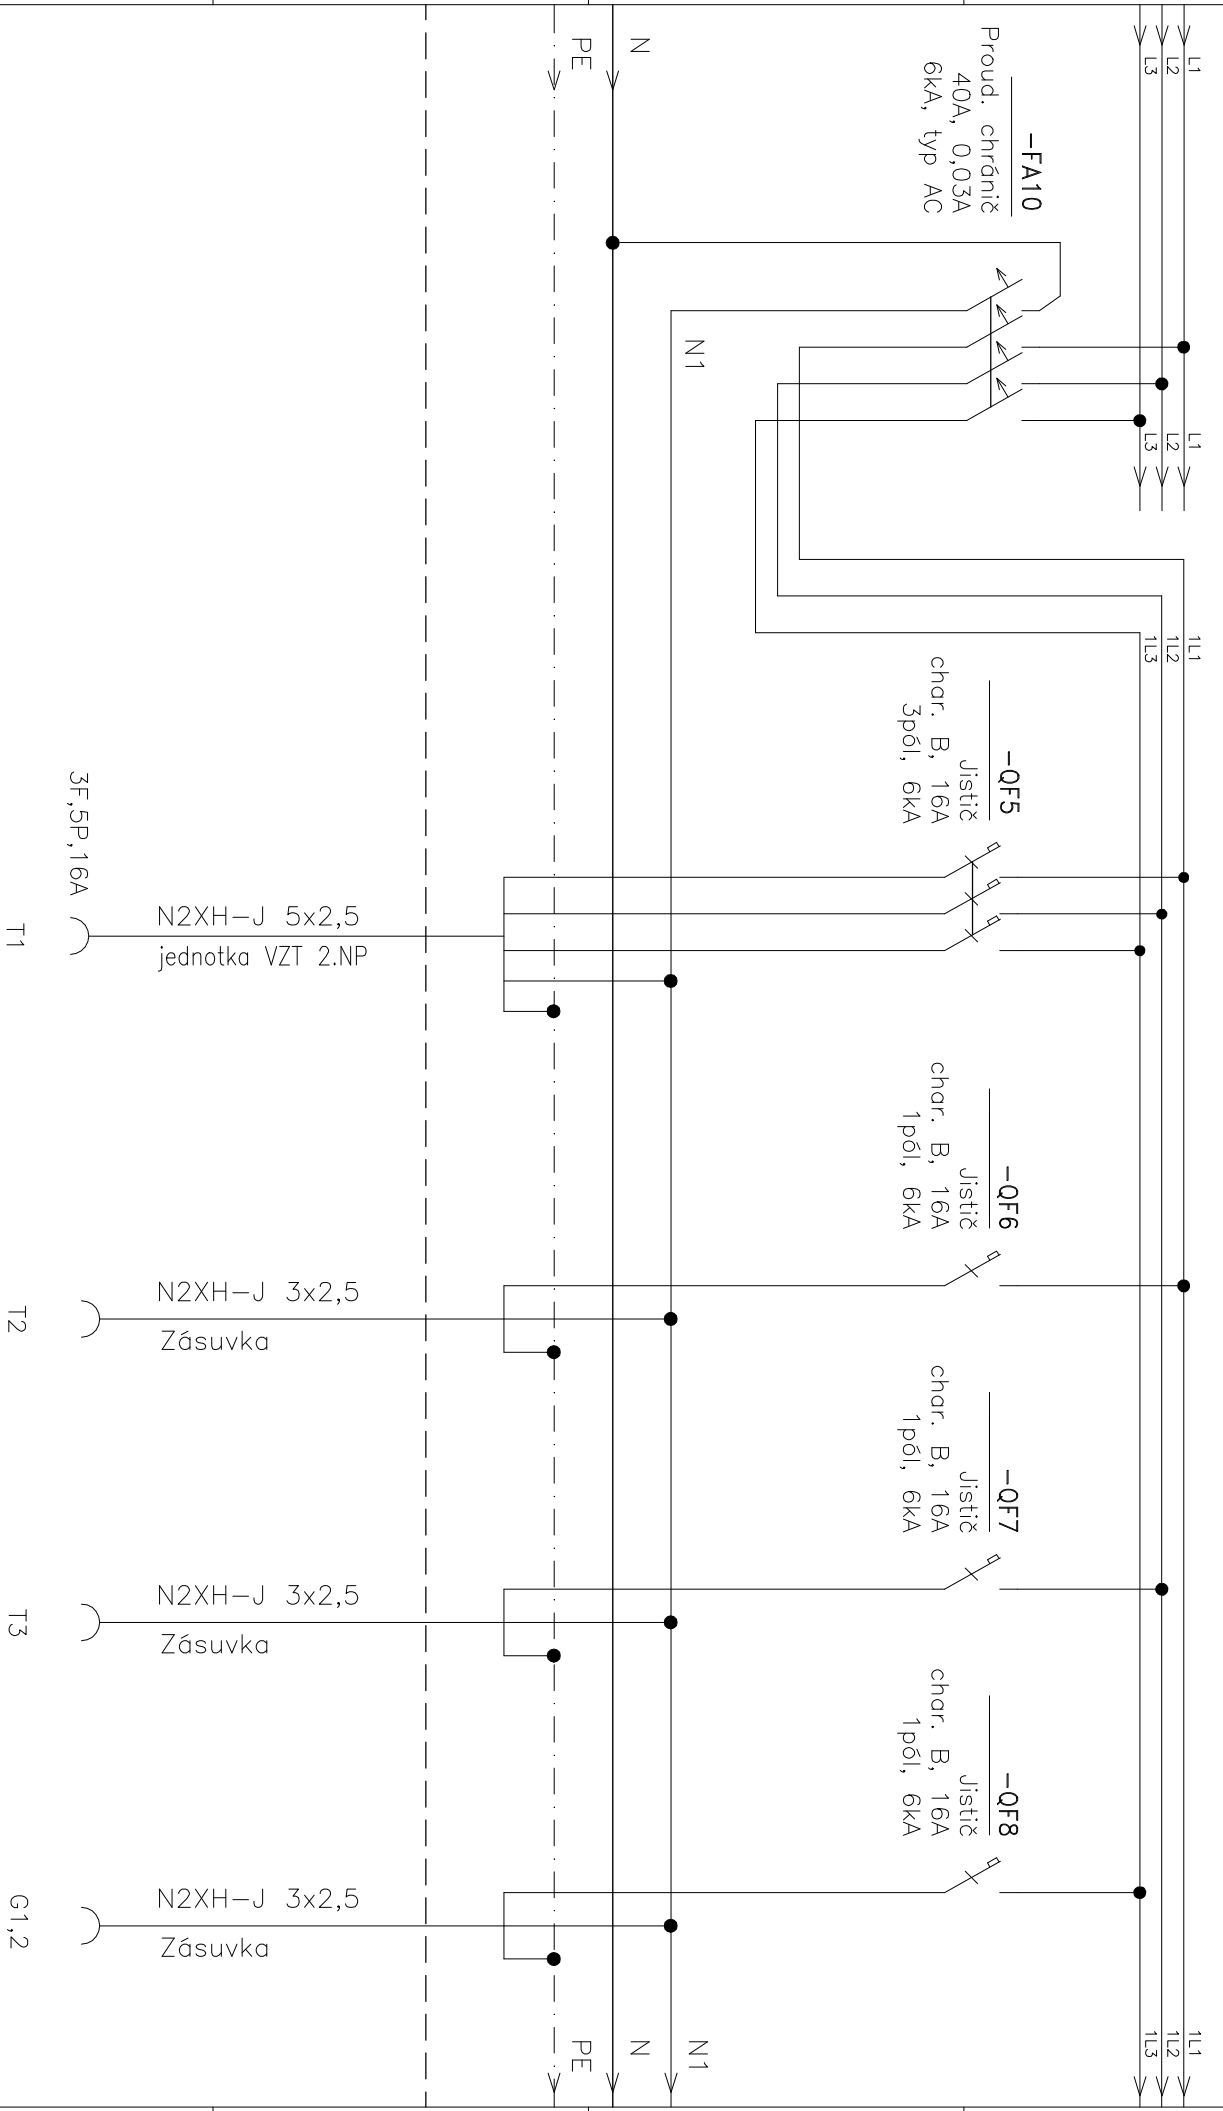 L1
L2
L3
-FA10
Proud. chránič
40A, 0,03A
6kA, typ AC
N
PE
N1
L1
L2
L3
1L1
1L2
1L3
-QF5
Jistič
char. B, 16A
3pól, 6kA
3F,5P,16A
N2XH-J 5x2,5
jednotka VZT 2.NP
T1
-QF6
Jistič
char. B, 16A
1pól, 6kA
N2XH-J 3x2,5
Zásuvka
T2
-QF7
Jistič
char. B, 16A
1pól, 6kA
N2XH-J 3x2,5
Zásuvka
T3
-QF8
Jistič
char. B, 16A
1pól, 6kA
N2XH-J 3x2,5
Zásuvka
G1,2
1L1
1L2
1L3
N1
N
PE